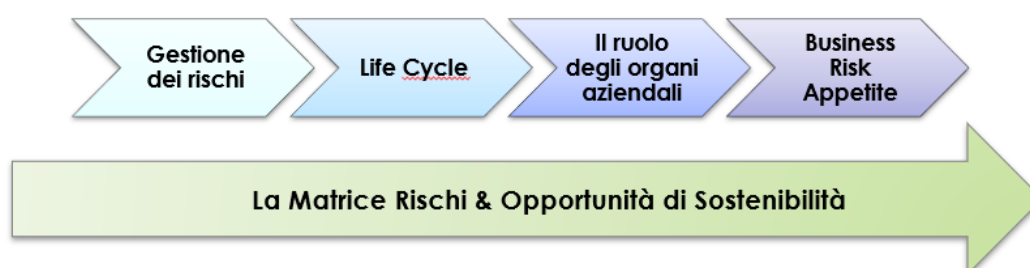 Gestione
dei rischi
Life Cycle
Il ruolo
degli organi
aziendali
Business
Risk
Appetite
La Matrice Rischi & Opportunità di Sostenibilità